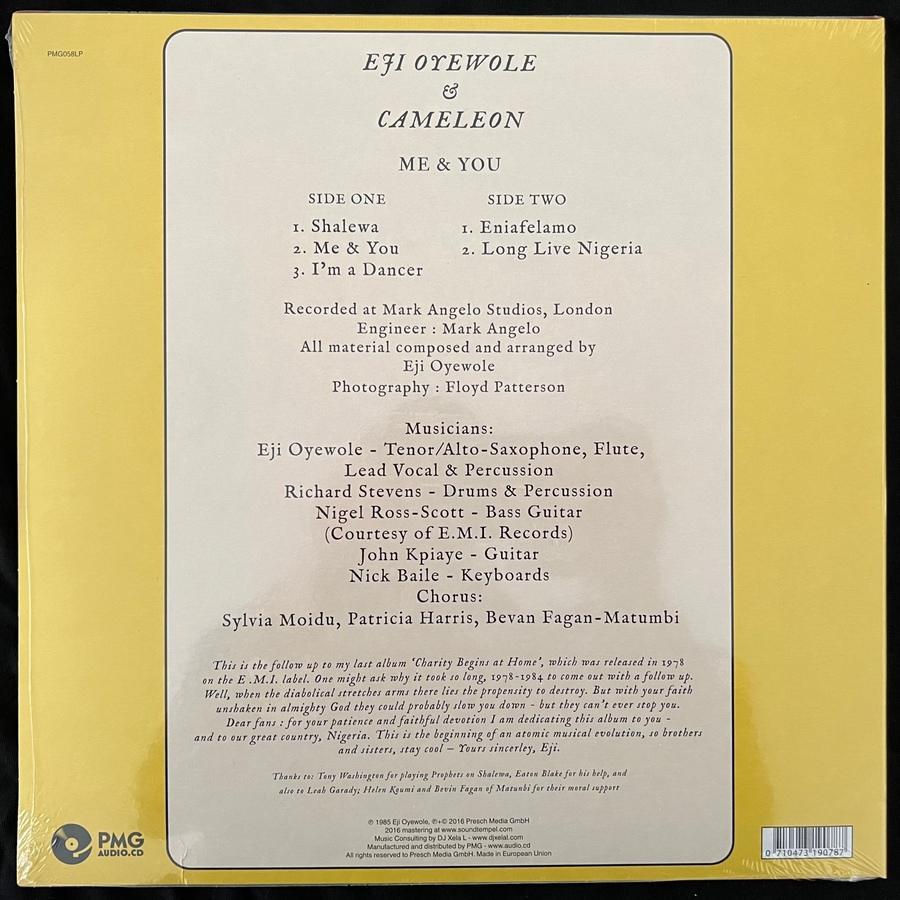 PMG058LP
EJI OYEWOLE
&
CAMELEON
ME & YOU
SIDE ONE
1. Shalewa
2. Me & You
3. I'm a Dancer
SIDE TWO
1. Eniafelamo
2. Long Live Nigeria
Recorded at Mark Angelo Studios, London
Engineer : Mark Angelo
All material composed and arranged by
Eji Oyewole
Photography : Floyd Patterson
Musicians:
Eji Oyewole - Tenor/Alto-Saxophone, Flute,
Lead Vocal & Percussion
Richard Stevens - Drums & Percussion
Nigel Ross-Scott - Bass Guitar
(Courtesy of E.M.I. Records)
John Kpiaye - Guitar
Nick Baile - Keyboards
Chorus:
Sylvia Moidu, Patricia Harris, Bevan Fagan-Matumbi
This is the follow up to my last album 'Charity Begins at Home', which was released in 1978
on the E .M.I. label. One might ask why it took so long, 1978-1984 to come out with a follow up.
Well, when the diabolical stretches arms there lies the propensity to destroy. But with your faith
unshaken in almighty God they could probably slow you down - but they can't ever stop you.
Dear fans : for your patience and faithful devotion I am dedicating this album to you -
and to our great country, Nigeria. This is the beginning of an atomic musical evolution, so brothers
and sisters, stay cool – Yours sincerley, Eji.
Thanks to: Tony Washington for playing Prophets on Shalewa, Eaton Blake for his help, and
also to Leah Garady; Helen Koumi and Bevin Fagan of Matunbi for their moral support
℗ 1985 Eji Oyewole, ℗+© 2016 Presch Media GmbH
2016 mastering at www.soundtempel.com
Music Consulting by DJ Xela L - www.djxelal.com
Manufactured and distributed by PMG - www.audio.cd
All rights reserved to Presch Media GmbH. Made in European Union
PMG
AUDIO.CD
0 710473 190787